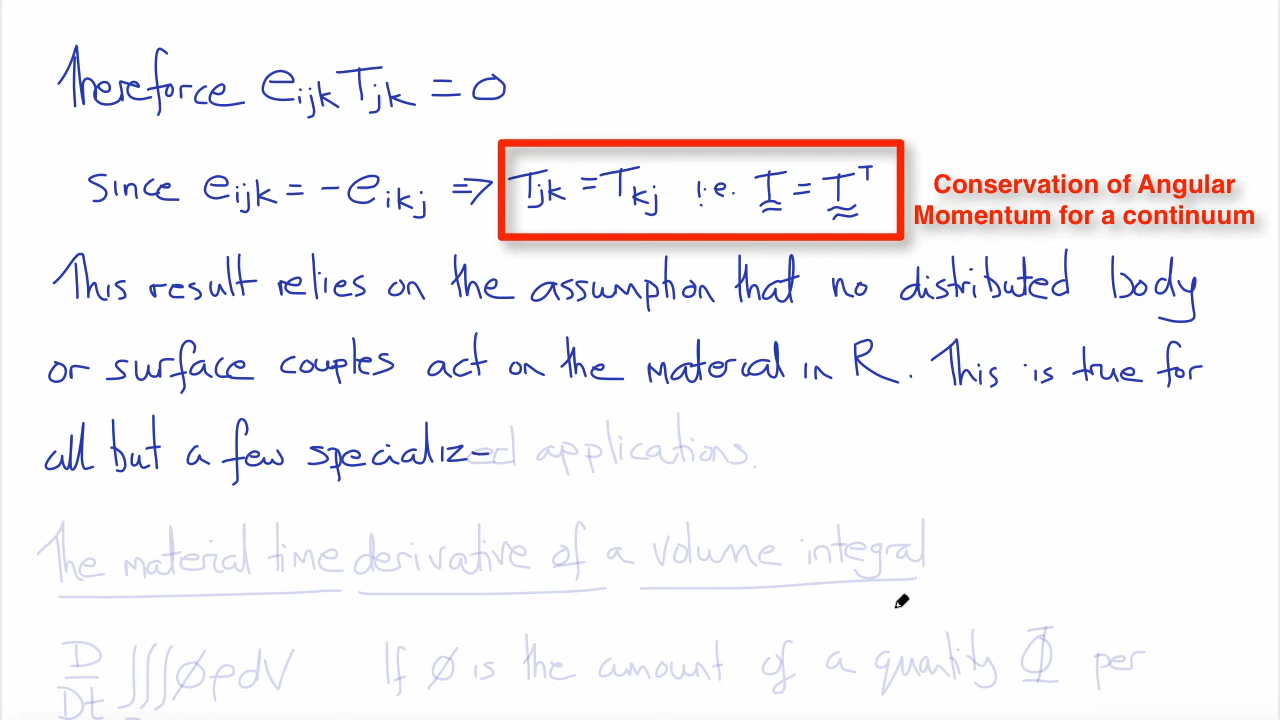 Therefore e_ijk T_jk = 0
Since e_ijk = -e_ikj => T_jk = T_kj i.e. T = T^T
Conservation of Angular
Momentum for a continuum
This result relies on the assumption that no distributed body
or surface couples act on the material in R. This is true for
all but a few specialized applications.
The material time derivative of a volume integral
D/Dt ∭ØρdV If Ø is the amount of a quantity Φ per